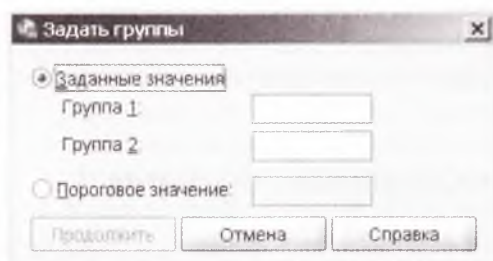 Задать группы
Заданные значения
Группа 1:
Группа 2:
Пороговое значение:
Продолжить Отмена Справка